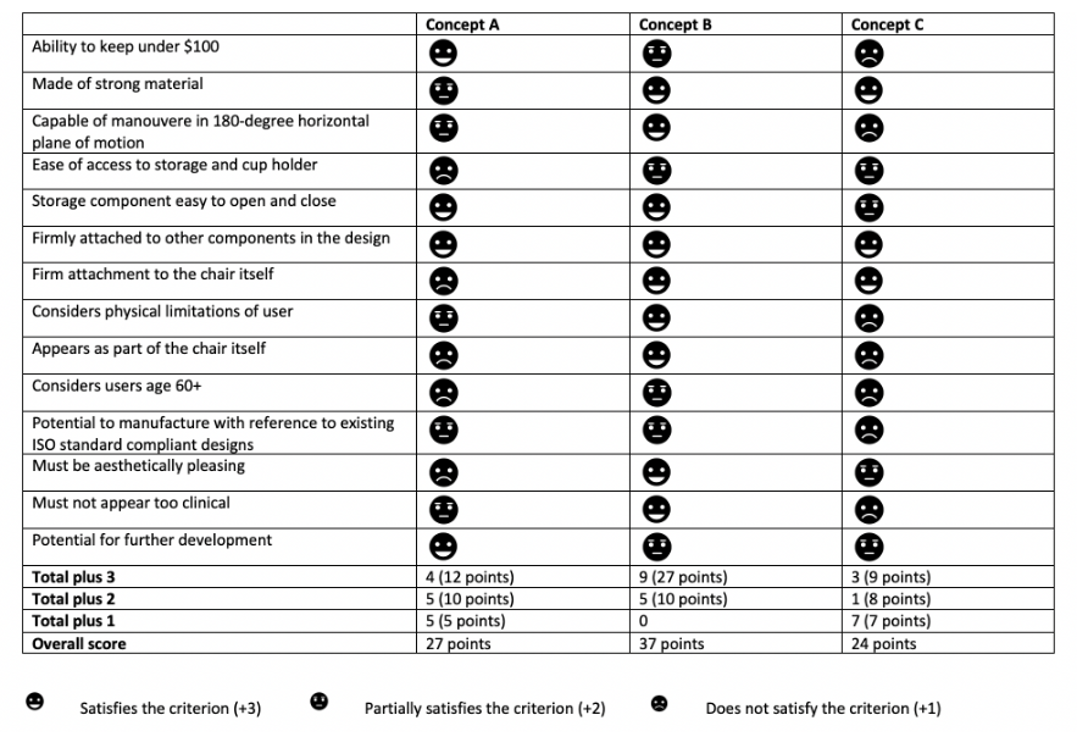 Concept A Concept B Concept C
Ability to keep under $100
Made of strong material
Capable of manouvere in 180-degree horizontal
plane of motion
Ease of access to storage and cup holder
Storage component easy to open and close
Firmly attached to other components in the design
Firm attachment to the chair itself
Considers physical limitations of user
Appears as part of the chair itself
Considers users age 60+
Potential to manufacture with reference to existing
ISO standard compliant designs
Must be aesthetically pleasing
Must not appear too clinical
Potential for further development
Total plus 3 4 (12 points) 9 (27 points) 3 (9 points)
Total plus 2 5 (10 points) 5 (10 points) 1 (8 points)
Total plus 1 5 (5 points) 0 7 (7 points)
Overall score 27 points 37 points 24 points
Satisfies the criterion (+3) Partially satisfies the criterion (+2) Does not satisfy the criterion (+1)